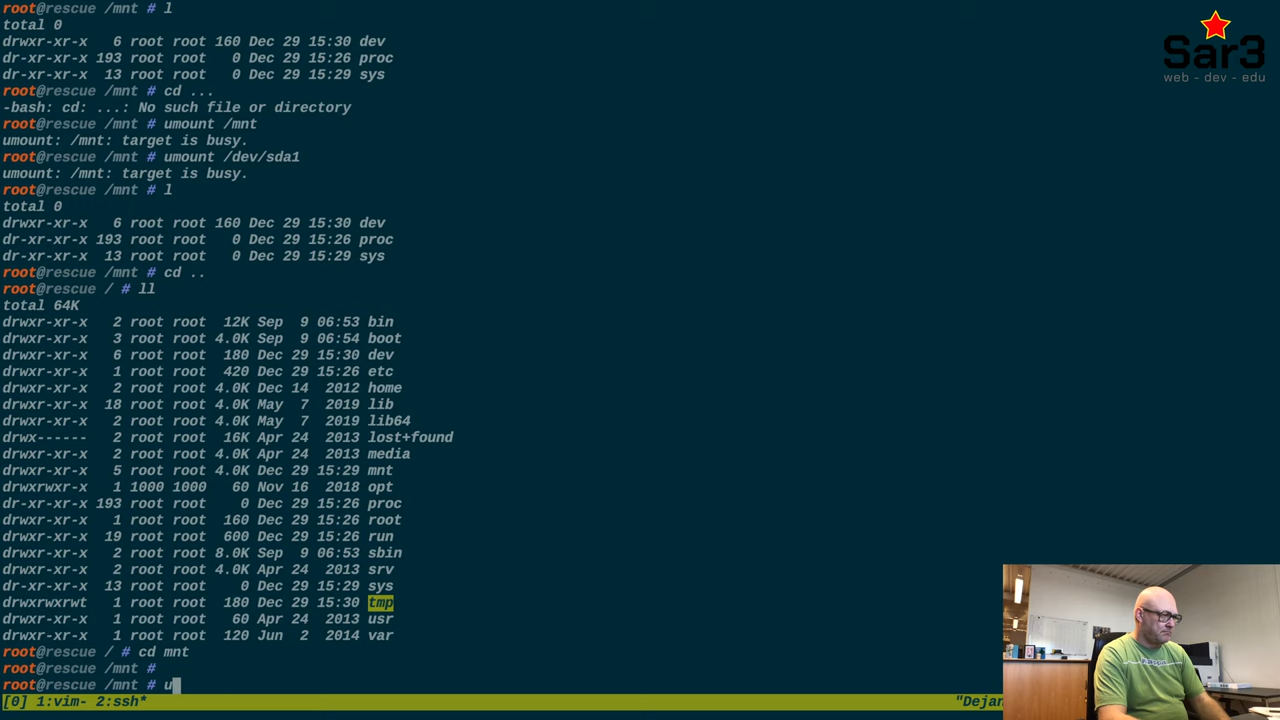 root@rescue /mnt # l
total 0
drwxr-xr-x   6 root root 160 Dec 29 15:30 dev
dr-xr-xr-x 193 root root   0 Dec 29 15:26 proc
dr-xr-xr-x  13 root root   0 Dec 29 15:29 sys
root@rescue /mnt # cd ...
-bash: cd: ...: No such file or directory
root@rescue /mnt # umount /mnt
umount: /mnt: target is busy.
root@rescue /mnt # umount /dev/sda1
umount: /mnt: target is busy.
root@rescue /mnt # l
total 0
drwxr-xr-x   6 root root 160 Dec 29 15:30 dev
dr-xr-xr-x 193 root root   0 Dec 29 15:26 proc
dr-xr-xr-x  13 root root   0 Dec 29 15:29 sys
root@rescue /mnt # cd ..
root@rescue / # ll
total 64K
drwxr-xr-x   2 root root  12K Sep  9 06:53 bin
drwxr-xr-x   3 root root 4.0K Sep  9 06:54 boot
drwxr-xr-x   6 root root  180 Dec 29 15:30 dev
drwxr-xr-x   1 root root  420 Dec 29 15:26 etc
drwxr-xr-x   2 root root 4.0K Dec 14  2012 home
drwxr-xr-x  18 root root 4.0K May  7  2019 lib
drwxr-xr-x   2 root root 4.0K May  7  2019 lib64
drwx------   2 root root  16K Apr 24  2013 lost+found
drwxr-xr-x   2 root root 4.0K Apr 24  2013 media
drwxr-xr-x   5 root root 4.0K Dec 29 15:29 mnt
drwxrwxr-x   1 1000 1000   60 Nov 16  2018 opt
dr-xr-xr-x 193 root root    0 Dec 29 15:26 proc
drwxr-xr-x   1 root root  160 Dec 29 15:26 root
drwxr-xr-x  19 root root  600 Dec 29 15:26 run
drwxr-xr-x   2 root root 8.0K Sep  9 06:53 sbin
drwxr-xr-x   2 root root 4.0K Apr 24  2013 srv
dr-xr-xr-x  13 root root    0 Dec 29 15:29 sys
drwxrwxrwt   1 root root  180 Dec 29 15:30 tmp
drwxr-xr-x   1 root root   60 Apr 24  2013 usr
drwxr-xr-x   1 root root  120 Jun  2  2014 var
root@rescue / # cd mnt
root@rescue /mnt #
root@rescue /mnt # u
[0] 1:vim- 2:ssh* "Dejan
Sar3
web - dev - edu